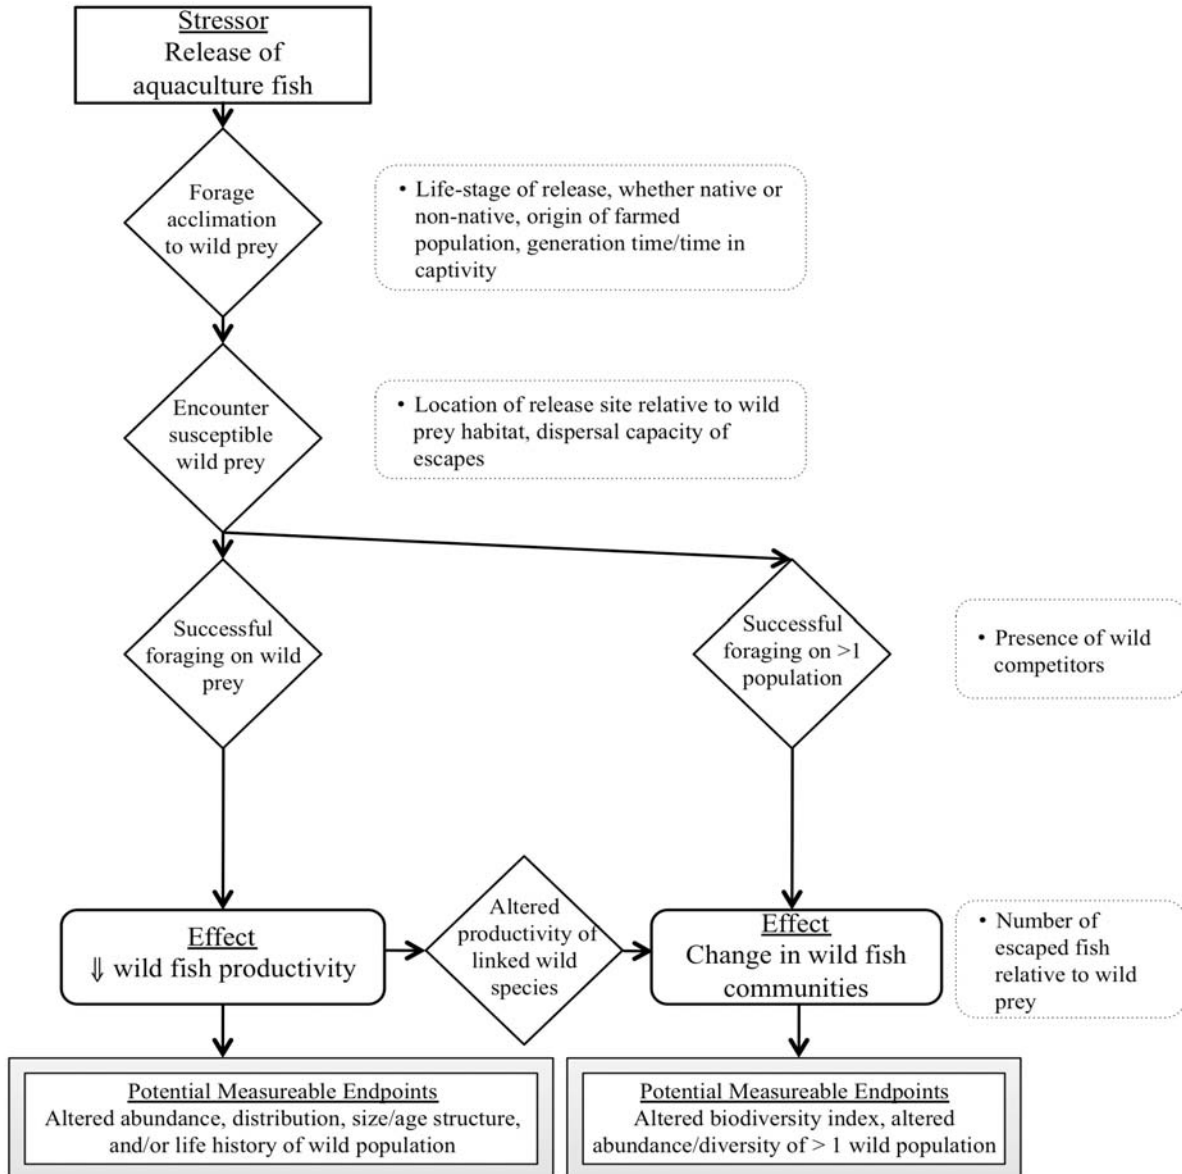 Stressor
Release of
aquaculture fish
Forage
acclimation
to wild prey
• Life-stage of release, whether native or
non-native, origin of farmed
population, generation time/time in
captivity
Encounter
susceptible
wild prey
• Location of release site relative to wild
prey habitat, dispersal capacity of
escapes
Successful
foraging on wild
prey
Successful
foraging on >1
population
• Presence of wild
competitors
Effect
⇓ wild fish productivity
Altered
productivity of
linked wild
species
Effect
Change in wild fish
communities
• Number of
escaped fish
relative to wild
prey
Potential Measureable Endpoints
Altered abundance, distribution, size/age structure,
and/or life history of wild population
Potential Measureable Endpoints
Altered biodiversity index, altered
abundance/diversity of > 1 wild population